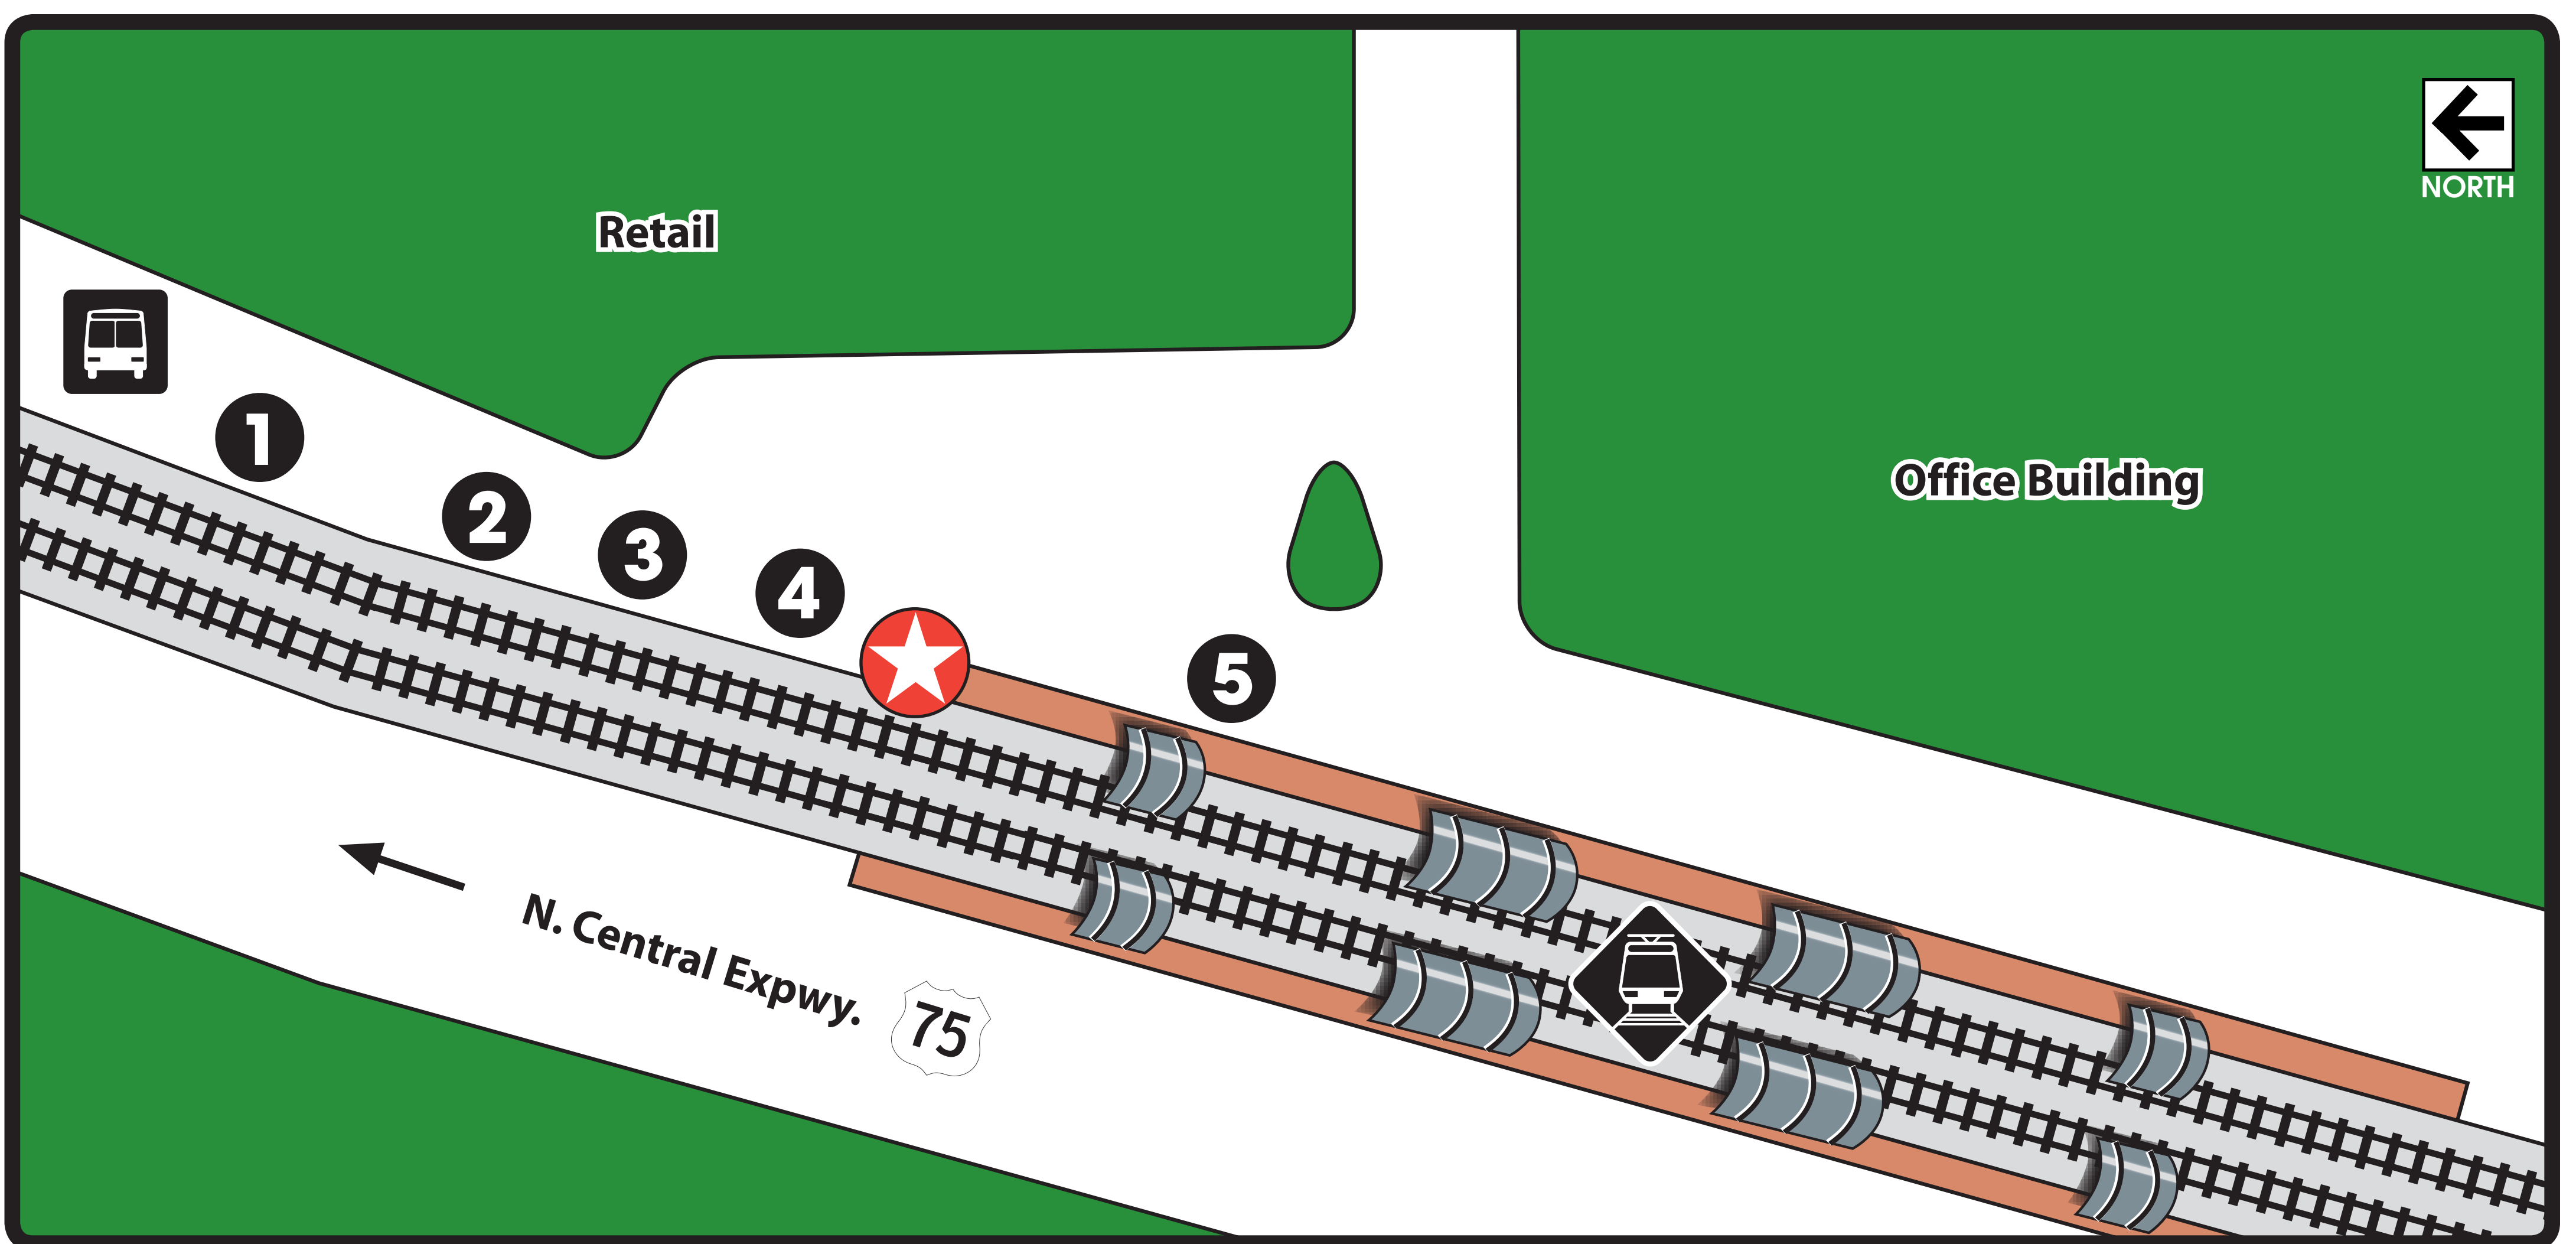 NORTH
Retail
Office Building
1
2
3
4
5
N. Central Expwy.
75